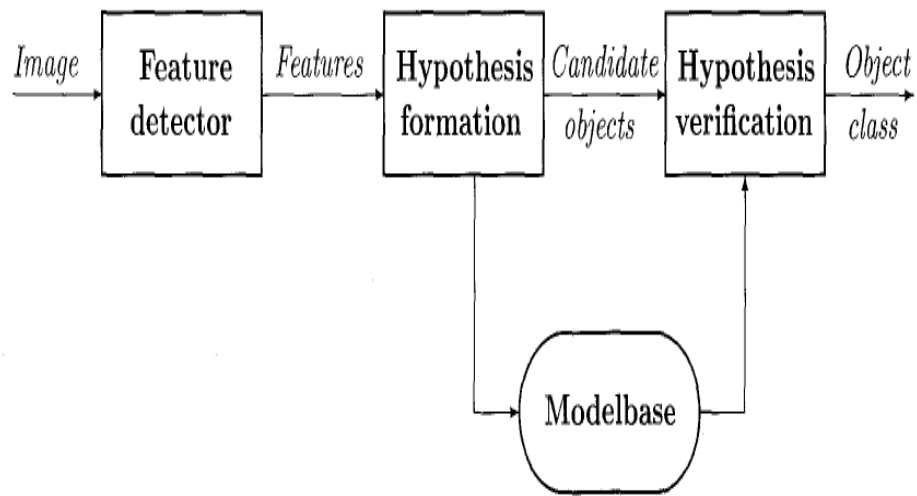 Image
Feature
detector
Features
Hypothesis
formation
Candidate
objects
Hypothesis
verification
Object
class
Modelbase